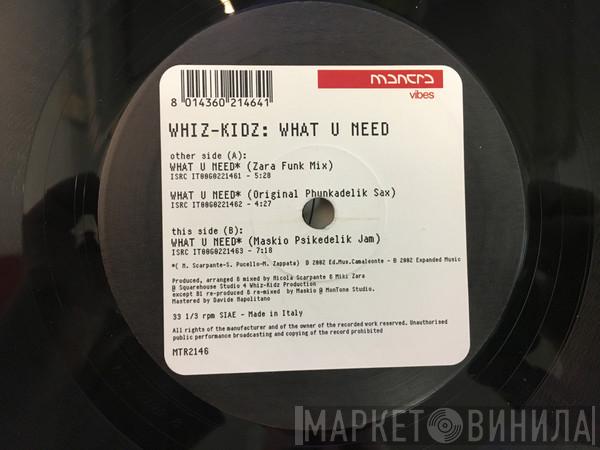 mantra
vibes
8 014360 214641
WHIZ-KIDZ: WHAT U NEED
other side (A):
WHAT U NEED* (Zara Funk Mix)
ISRC IT00G0221461 - 5:28
WHAT U NEED* (Original Phunkadelik Sax)
ISRC IT00G0221462 - 4:27
this side (B):
WHAT U NEED* (Maskio Psikedelik Jam)
ISRC IT00G0221463 - 7:18
*( N. Scarpante-S. Pucello-M. Zappata) ℗ 2002 Ed.Mus.Camaleonte - ℗ 2002 Expanded Music
Produced, arranged & mixed by Nicola Scarpante & Miki Zara
@ Squarehouse Studio 4 Whiz-Kidz Production
except B1 re-produced & re-mixed by Maskio @ MonTone Studio.
Mastered by Davide Napolitano
33 1/3 rpm SIAE - Made in Italy
All rights of the manufacturer and of the owner of the recorded work reserved. Unauthorised
public performance broadcasting and copying of the record prohibited
MTR2146
МАРКЕТ ВИНИЛА